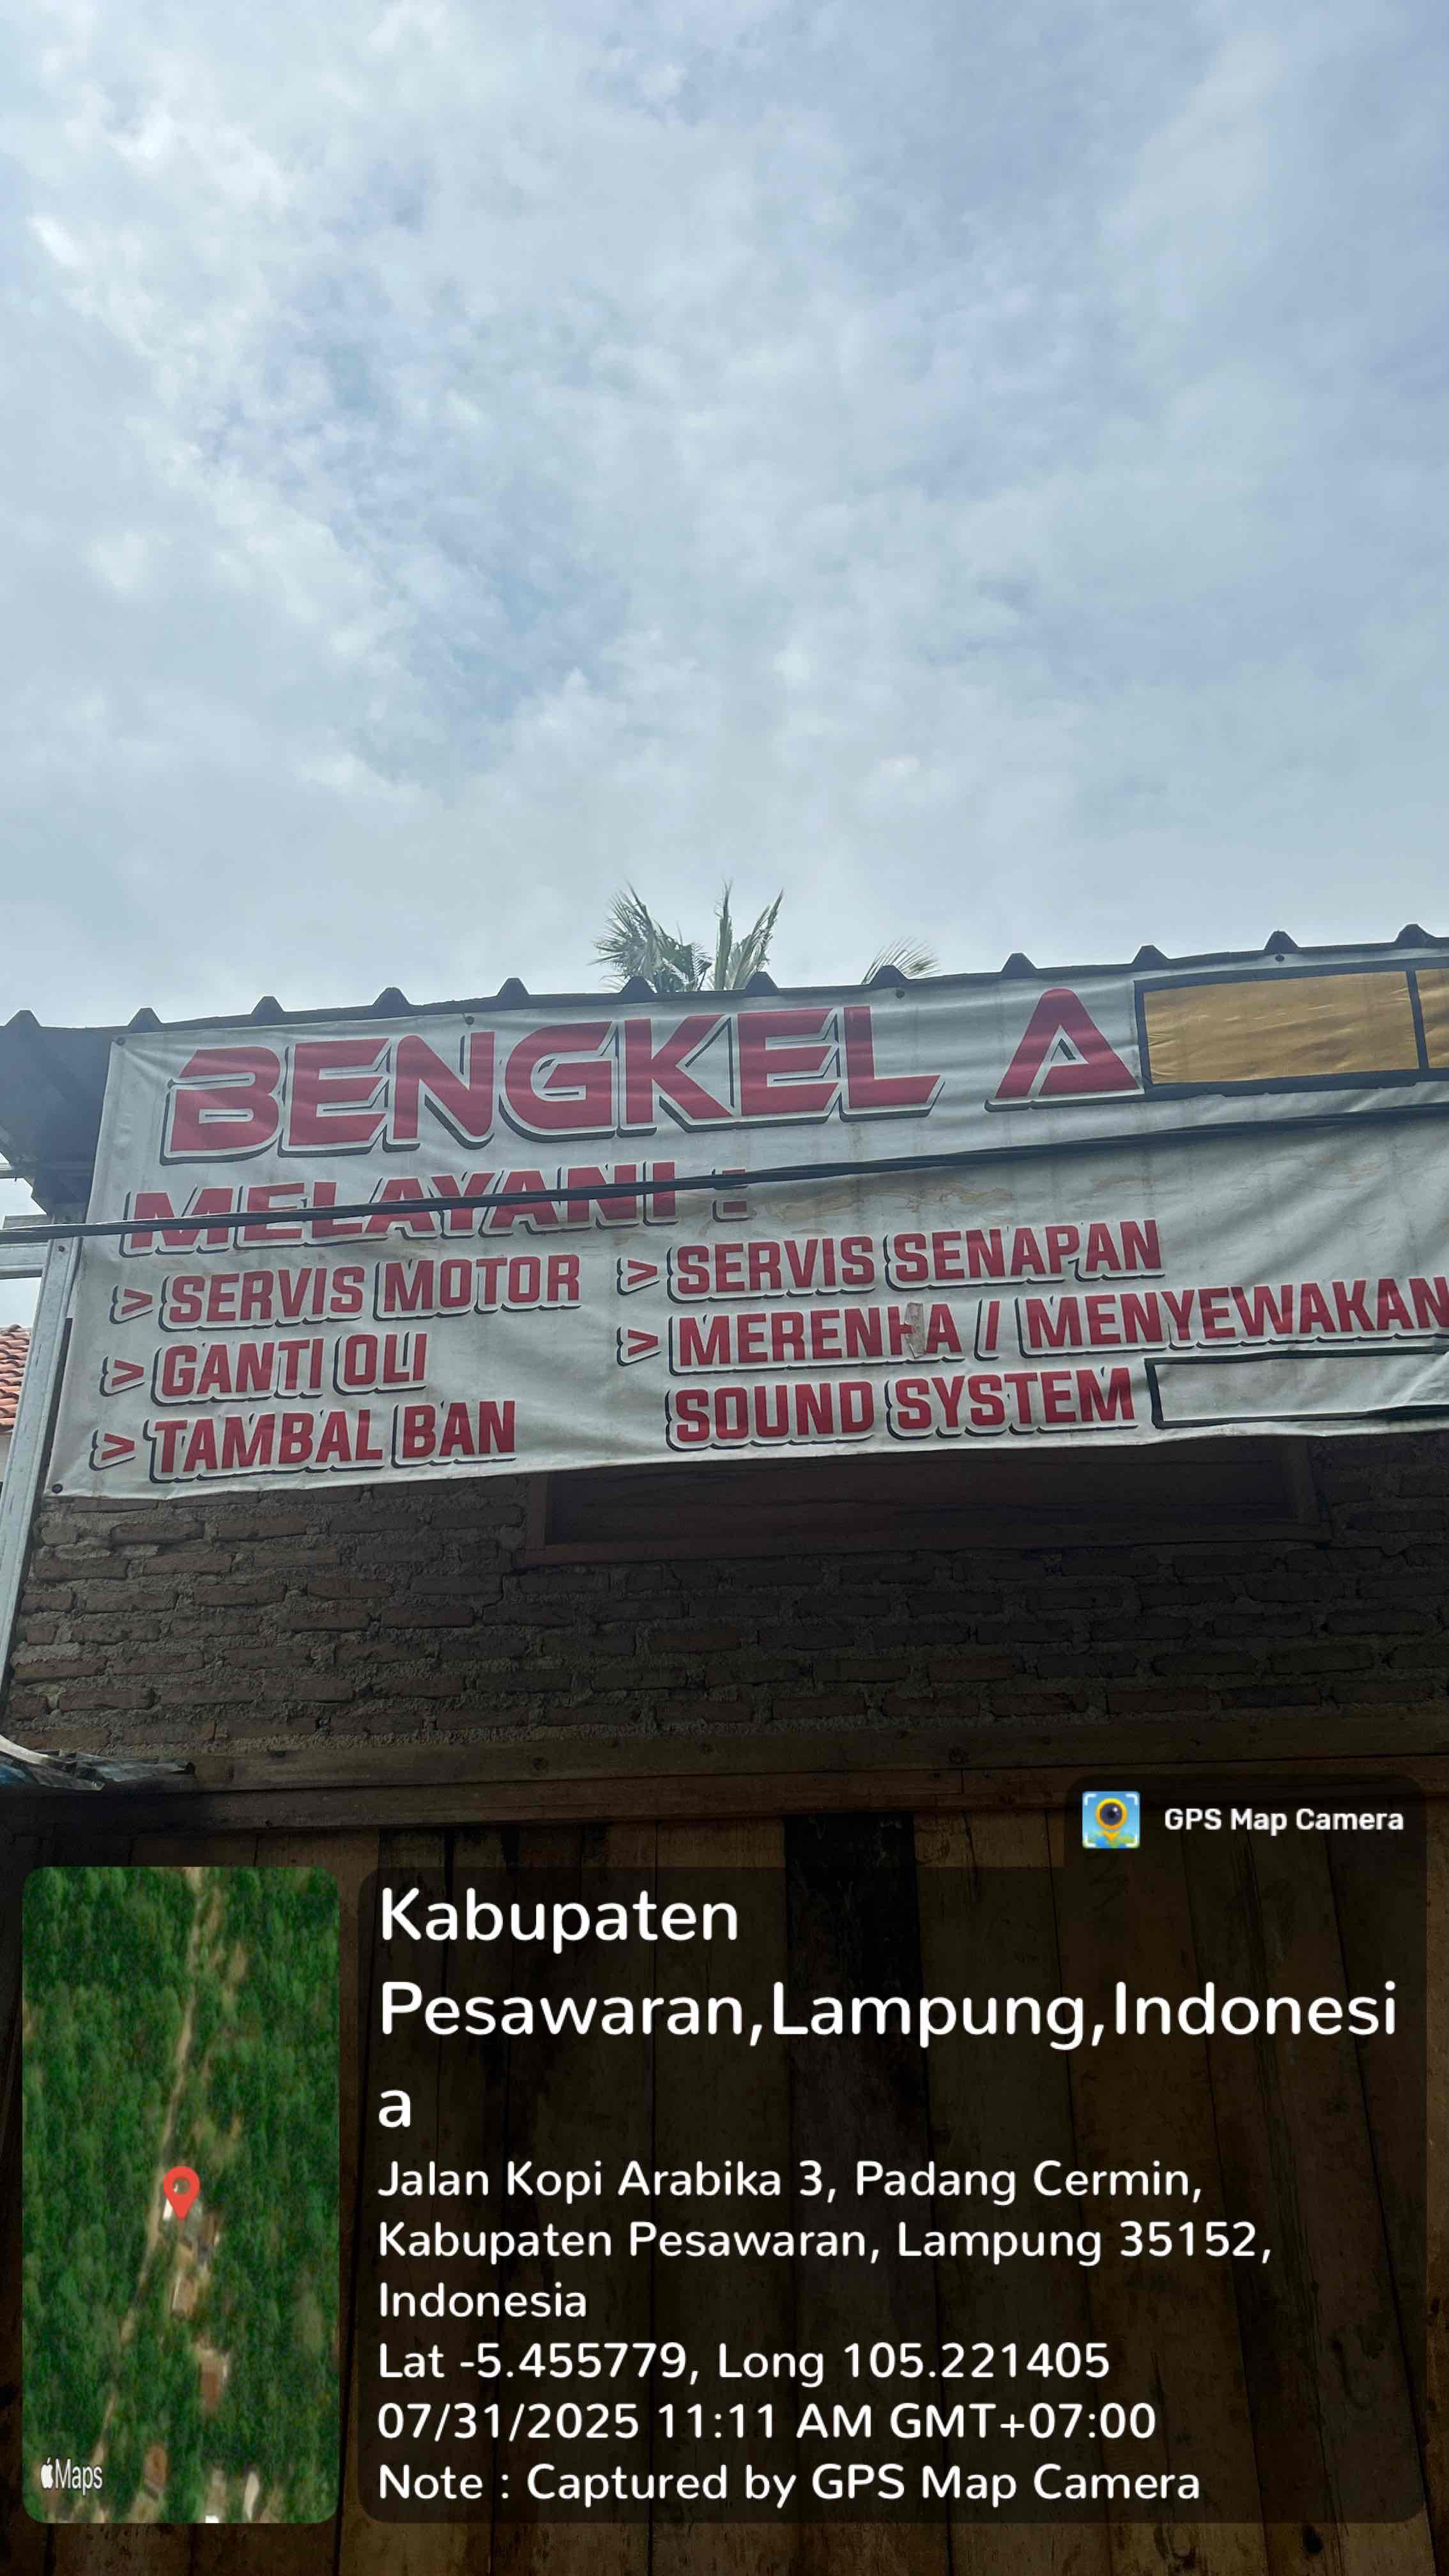 BENGKEL A
MELAYANI :
> SERVIS MOTOR
> GANTI OLI
> TAMBAL BAN
> SERVIS SENAPAN
> / MENYEWAKAN
SOUND SYSTEM
GPS Map Camera
Kabupaten
Pesawaran,Lampung,Indonesi
a
Jalan Kopi Arabika 3, Padang Cermin,
Kabupaten Pesawaran, Lampung 35152,
Indonesia
Lat -5.455779, Long 105.221405
07/31/2025 11:11 AM GMT+07:00
Note : Captured by GPS Map Camera
Maps